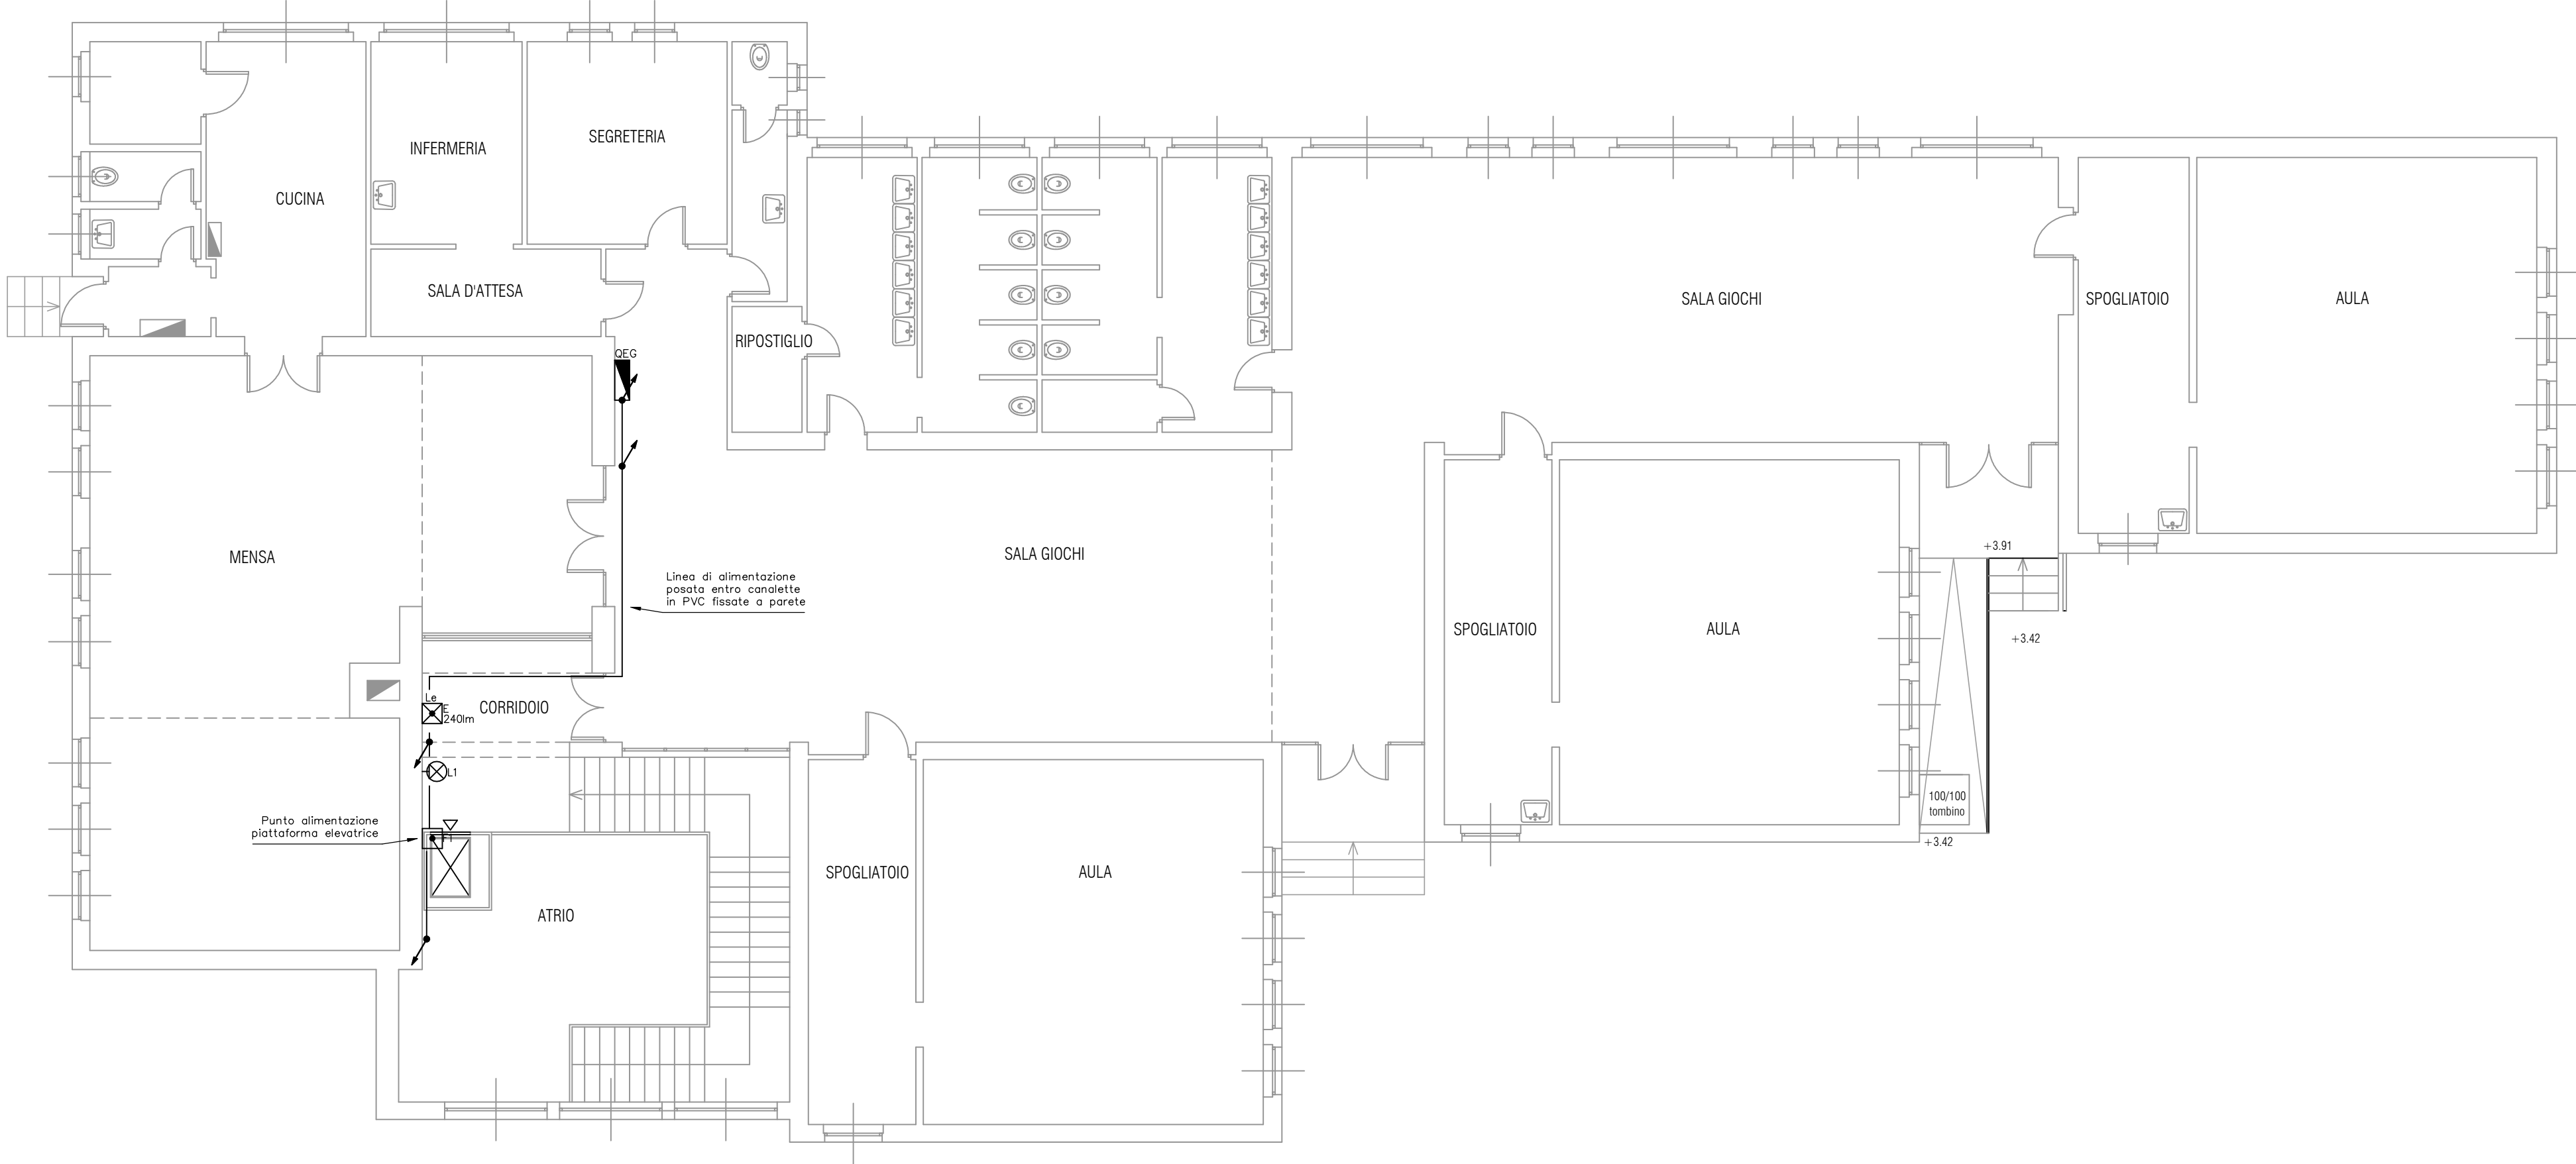 SEGRETERIA
INFERMERIA
CUCINA
SALA D'ATTESA
SALA GIOCHI
SPOGLIATOIO
AULA
RIPOSTIGLIO
QEG
+3.91
MENSA
SALA GIOCHI
Linea di alimentazione
posata entro canalette
in PVC fissate a parete
SPOGLIATOIO
AULA
+3.42
Le
E
240lm
CORRIDOIO
L1
100/100
tombino
Punto alimentazione
piattaforma elevatrice
+3.42
SPOGLIATOIO
AULA
ATRIO